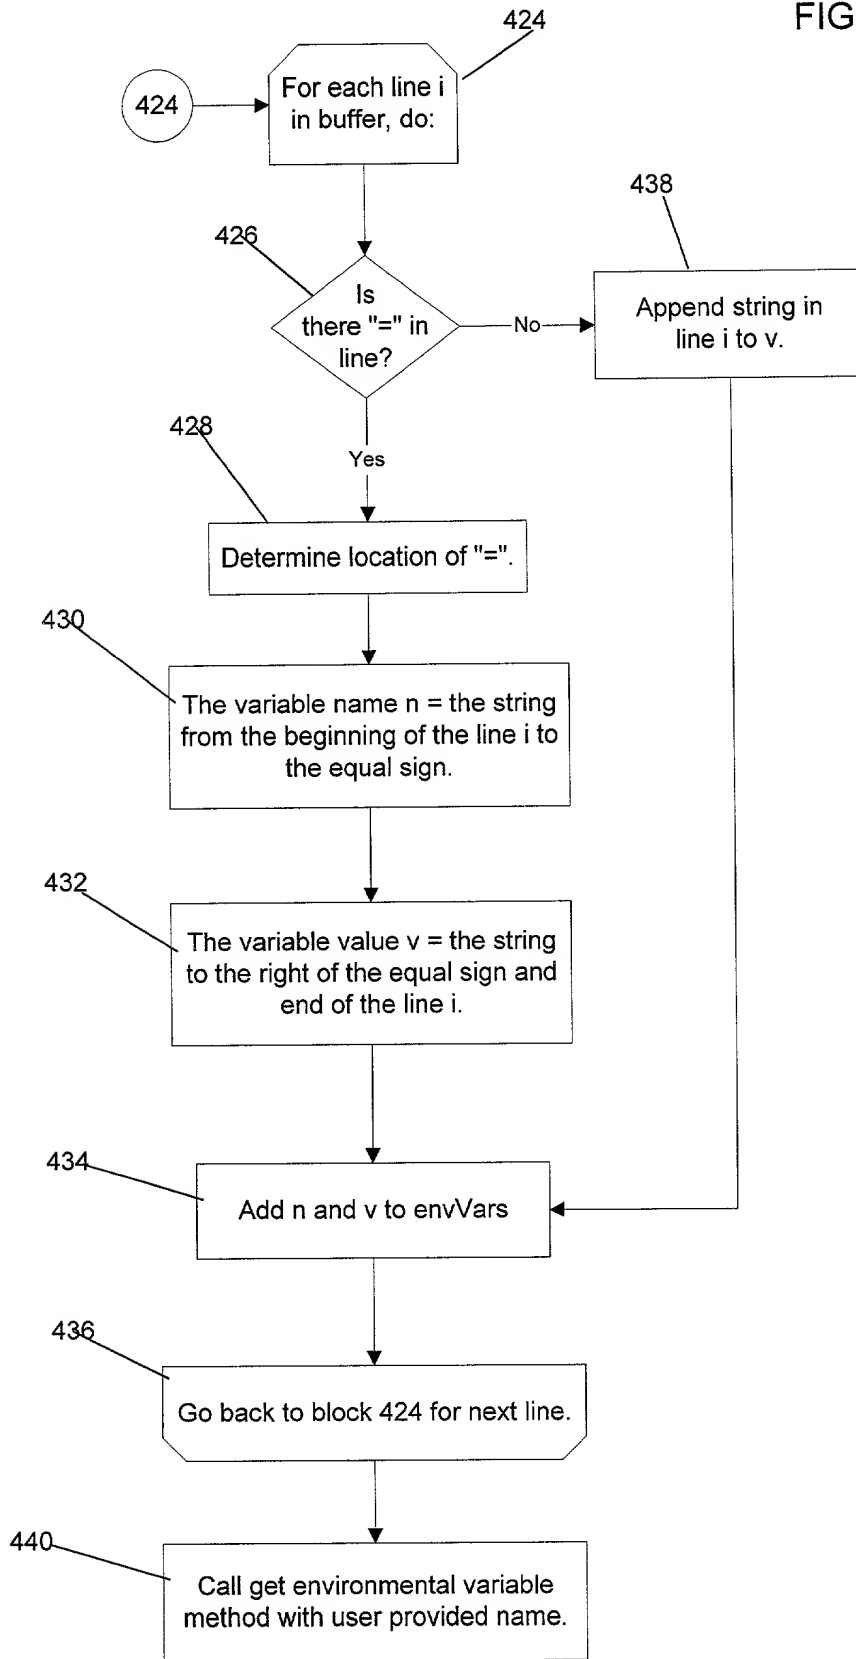 FIG
424
424
For each line i
in buffer, do:
438
426
Is
there "=" in
line?
No
Append string in
line i to v.
428
Yes
Determine location of "=".
430
The variable name n = the string
from the beginning of the line i to
the equal sign.
432
The variable value v = the string
to the right of the equal sign and
end of the line i.
434
Add n and v to envVars
436
Go back to block 424 for next line.
440
Call get environmental variable
method with user provided name.